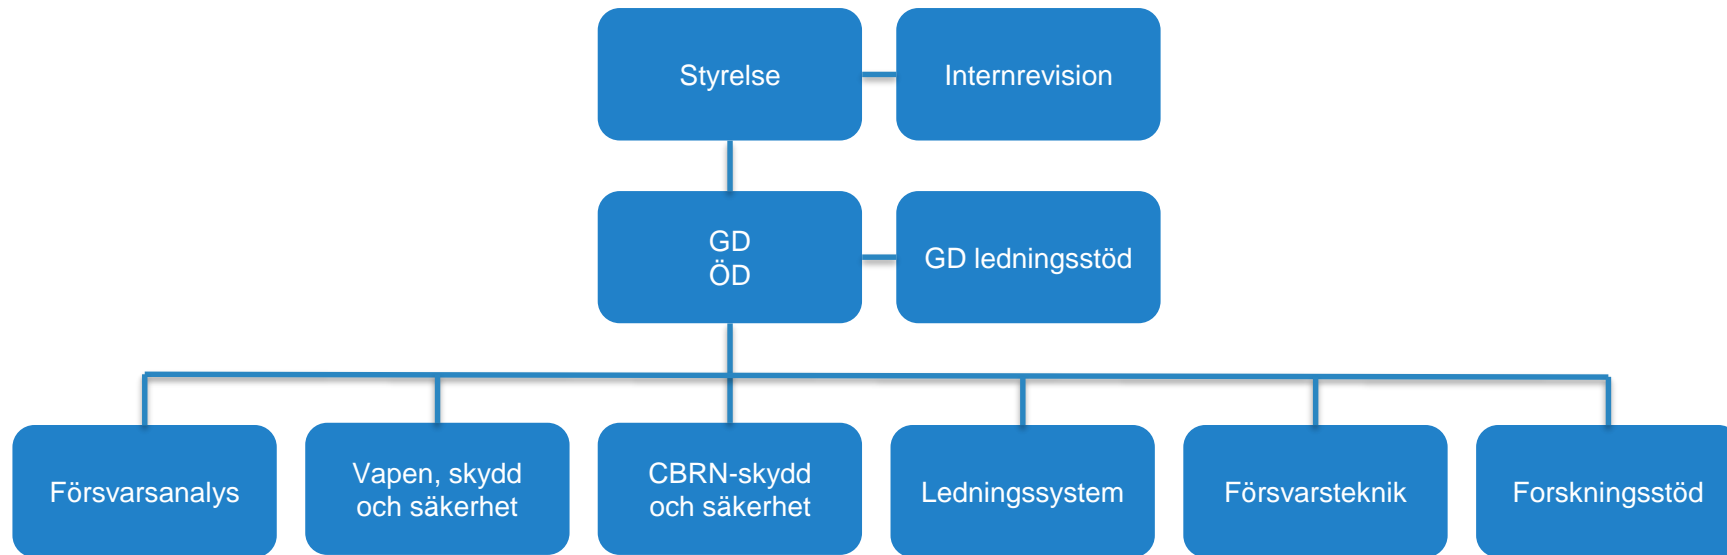 Styrelse
Internrevision
GD
ÖD
GD ledningsstöd
Försvarsanalys
Vapen, skydd
och säkerhet
CBRN-skydd
och säkerhet
Ledningssystem
Försvarsteknik
Forskningsstöd